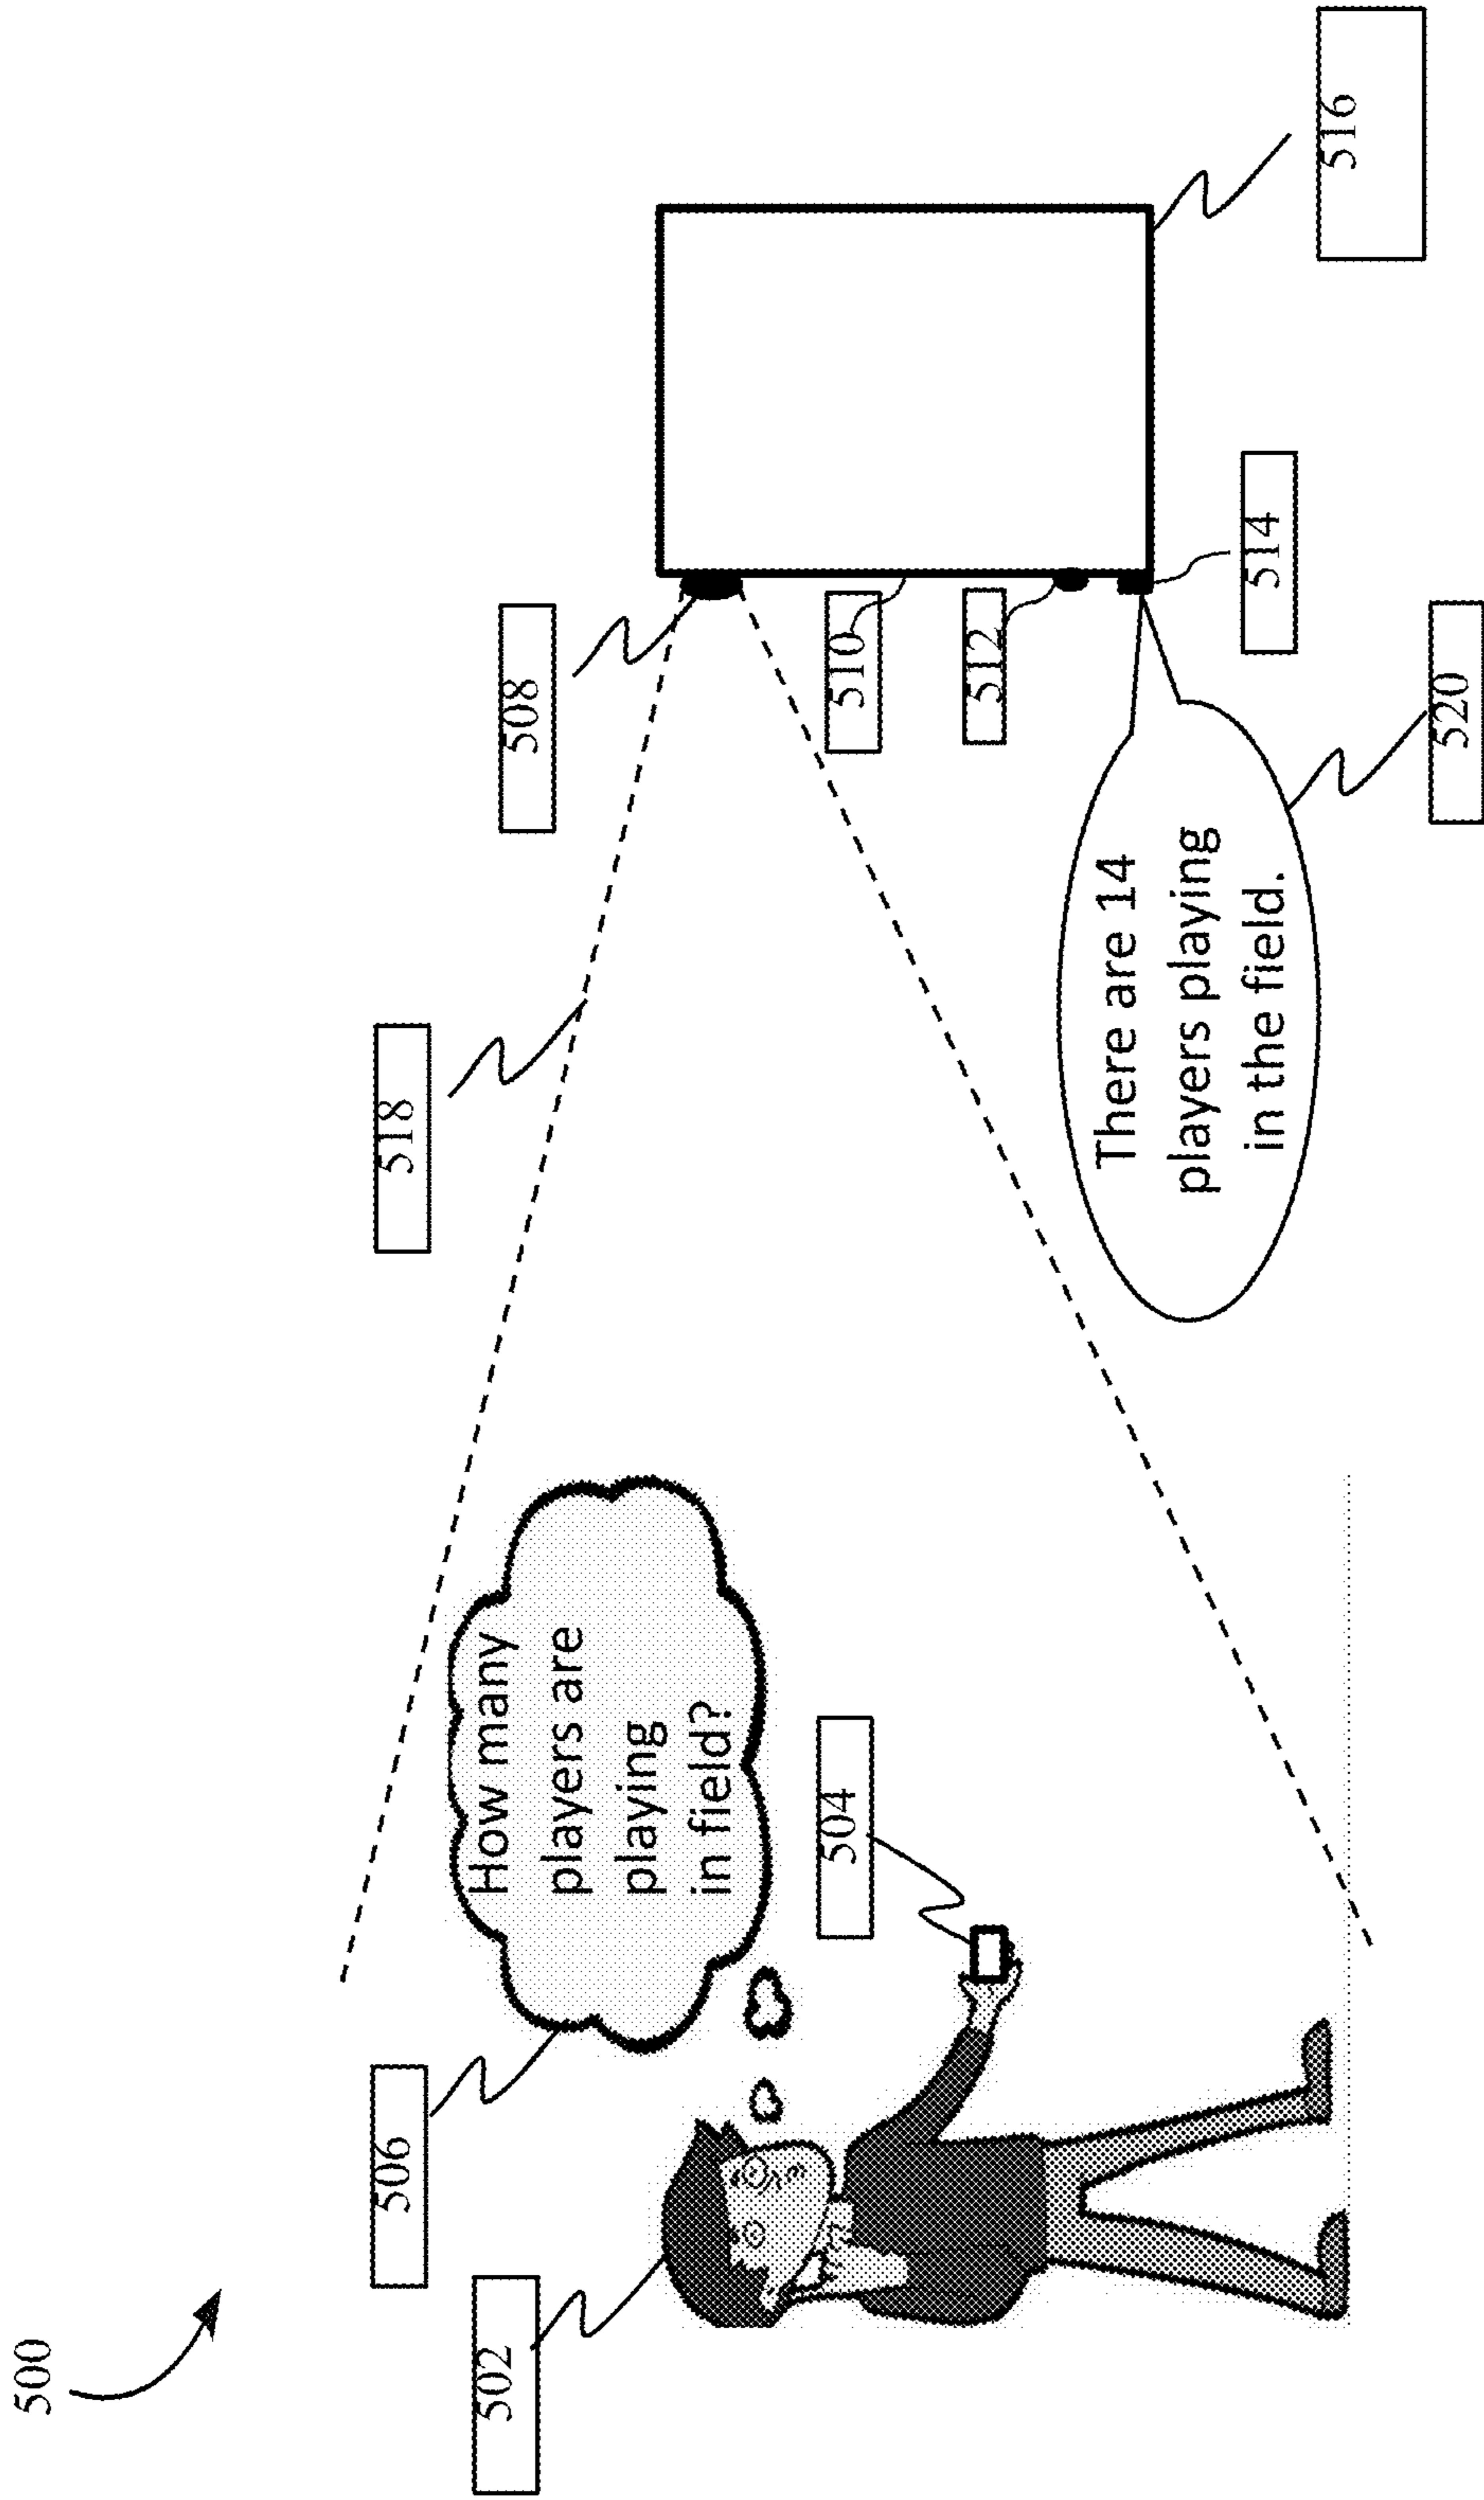 500
502
506
How many
players are
playing
in field?
504
518
508
510
512
There are 14
players playing
in the field.
514
520
516